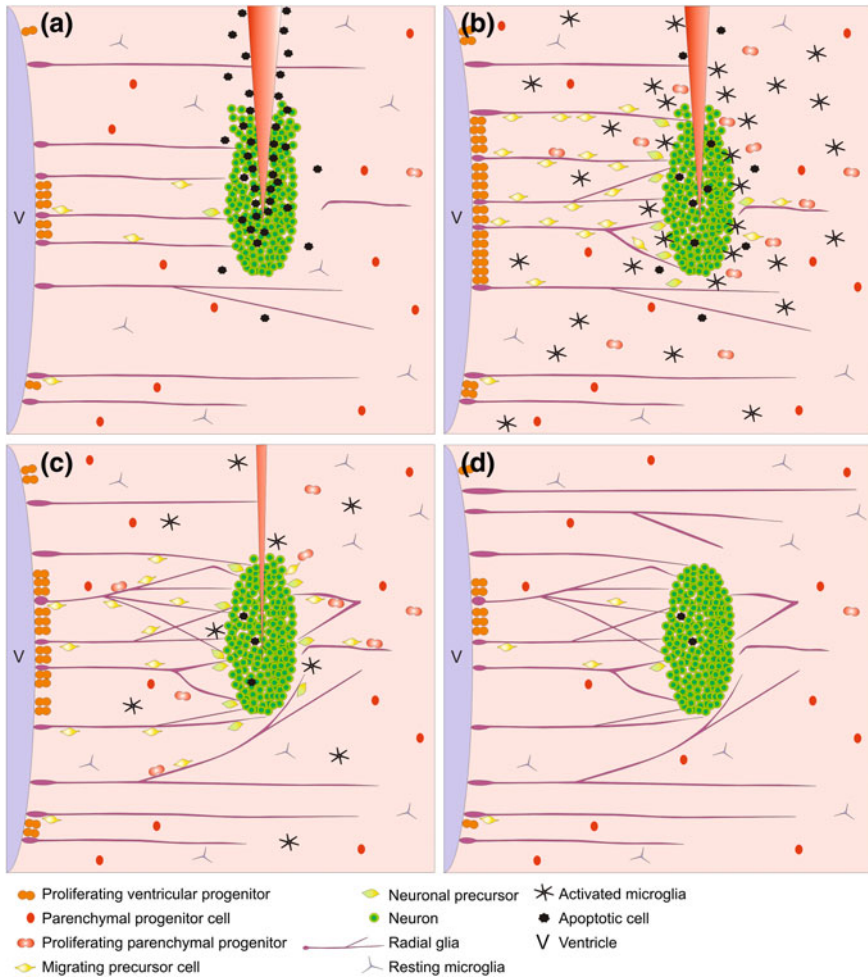 (a)
V
(b)
V
(c)
V
(d)
V
Proliferating ventricular progenitor
Parenchymal progenitor cell
Proliferating parenchymal progenitor
Migrating precursor cell
Neuronal precursor
Neuron
Radial glia
Resting microglia
Activated microglia
Apoptotic cell
V Ventricle